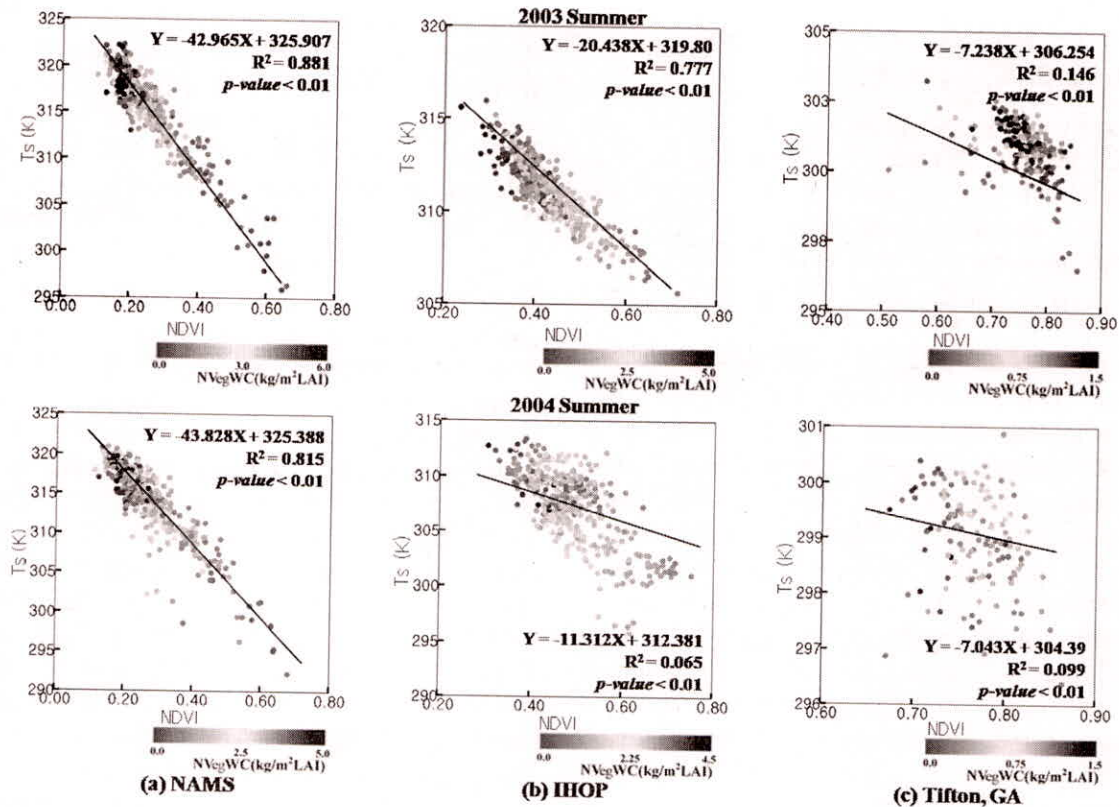 2003 Summer
325
320
315
310
305
300
295
Ts (K)
Y = -42.965X + 325.907
R² = 0.881
p-value < 0.01
0.00 0.20 0.40 0.60 0.80
NDVI
0.0 3.0 6.0
NVegWC(kg/m²LAI)
320
315
310
305
Ts (K)
Y = -20.438X + 319.80
R² = 0.777
p-value < 0.01
0.20 0.40 0.60 0.80
NDVI
0.0 2.5 5.0
NVegWC(kg/m²LAI)
305
303
300
298
295
Ts (K)
Y = -7.238X + 306.254
R² = 0.146
p-value < 0.01
0.40 0.50 0.60 0.70 0.80 0.90
NDVI
0.0 0.75 1.5
NVegWC(kg/m²LAI)
2004 Summer
325
320
315
310
305
300
295
290
Ts (K)
Y = -43.828X + 325.388
R² = 0.815
p-value < 0.01
0.00 0.20 0.40 0.60 0.80
NDVI
0.0 2.5 5.0
NVegWC(kg/m²LAI)
(a) NAMS
315
310
305
300
295
290
Ts (K)
Y = -11.312X + 312.381
R² = 0.065
p-value < 0.01
0.20 0.40 0.60 0.80
NDVI
0.0 2.25 4.5
NVegWC(kg/m²LAI)
(b) IHOP
301
300
299
298
297
296
Ts (K)
Y = -7.043X + 304.39
R² = 0.099
p-value < 0.01
0.60 0.70 0.80 0.90
NDVI
0.0 0.75 1.5
NVegWC(kg/m²LAI)
(c) Tifton, GA